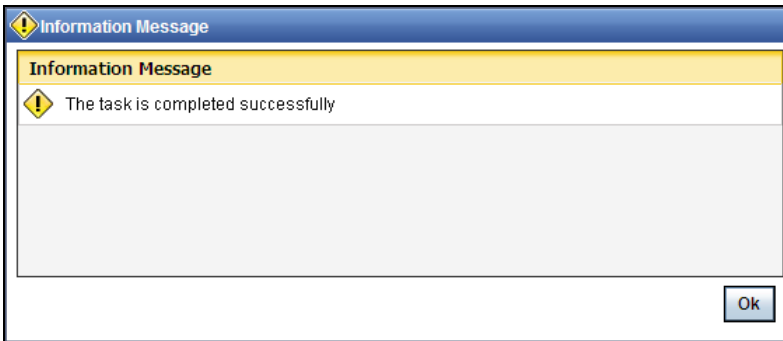 Information Message
Information Message
The task is completed successfully
Ok